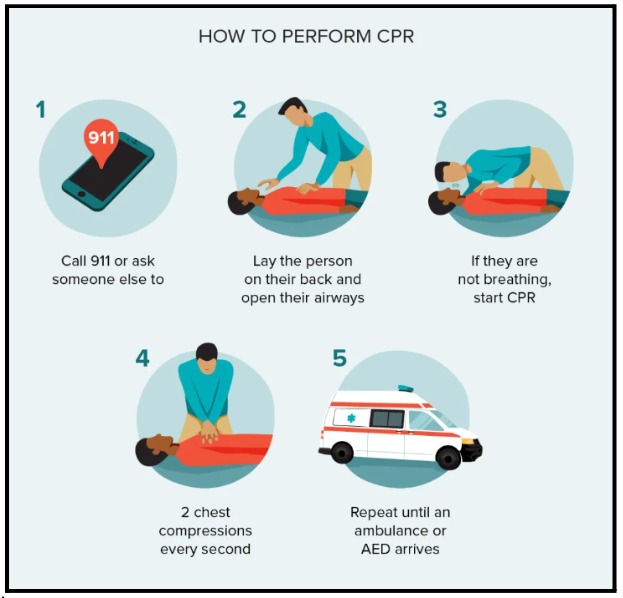 HOW TO PERFORM CPR
1
911
Call 911 or ask
someone else to
2
Lay the person
on their back and
open their airways
3
If they are
not breathing,
start CPR
4
2 chest
compressions
every second
5
Repeat until an
ambulance or
AED arrives